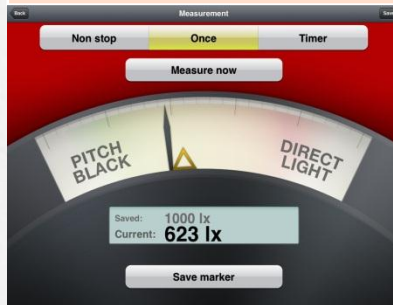 Back Measurement Save
Non stop Once Timer
Measure now
PITCH BLACK
DIRECT LIGHT
Saved: 1000 lx
Current: 623 lx
Save marker